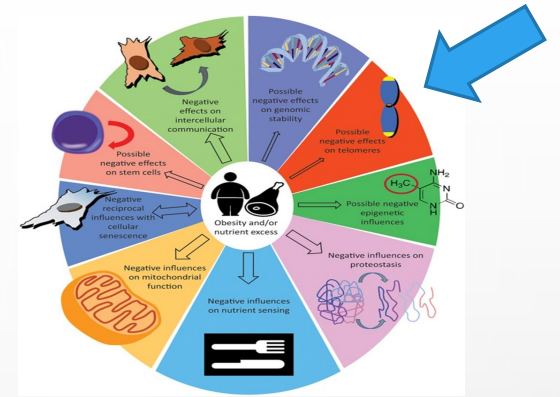 Possible
negative effects
on genomic
stability
Possible
negative effects
on telomeres
NH₂
H₃C
N
N
H
O
Possible negative
epigenetic
influences
Negative influences on
proteostasis
Negative influences
on nutrient sensing
Negative influences
on mitochondrial
function
Negative
reciprocal
influences with
cellular
senescence
Possible
negative effects
on stem cells
Negative
effects on
intercellular
communication
Obesity and/or
nutrient excess